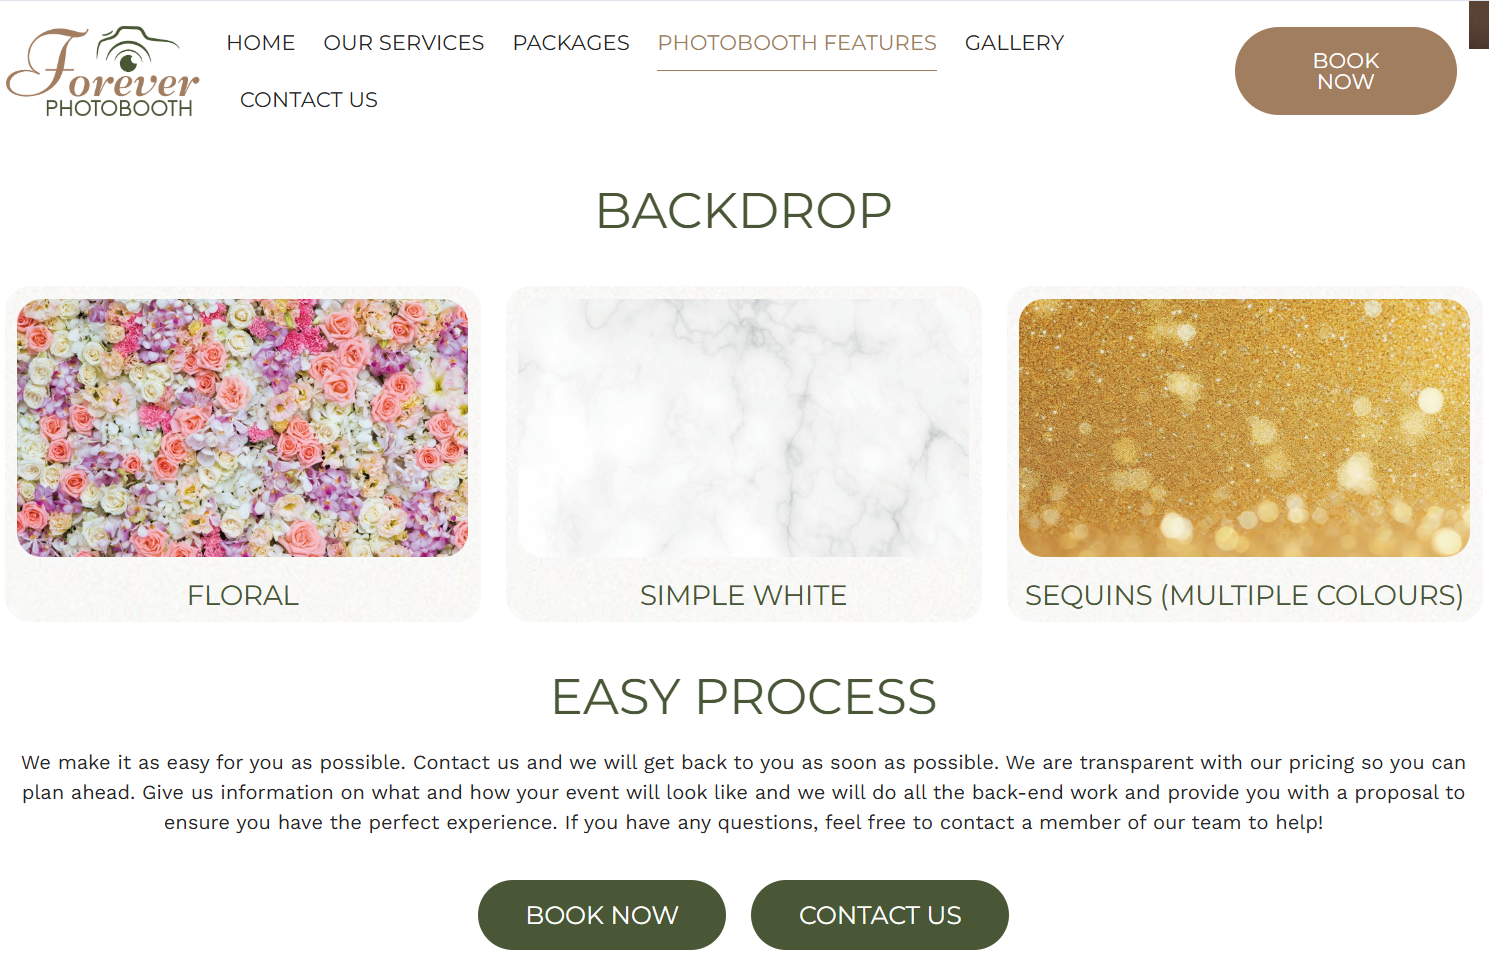 Forever
PHOTOBOOTH
HOME
OUR SERVICES
PACKAGES
PHOTOBOOTH FEATURES
GALLERY
CONTACT US
BOOK
NOW
BACKDROP
FLORAL
SIMPLE WHITE
SEQUINS (MULTIPLE COLOURS)
EASY PROCESS
We make it as easy for you as possible. Contact us and we will get back to you as soon as possible. We are transparent with our pricing so you can
plan ahead. Give us information on what and how your event will look like and we will do all the back-end work and provide you with a proposal to
ensure you have the perfect experience. If you have any questions, feel free to contact a member of our team to help!
BOOK NOW
CONTACT US